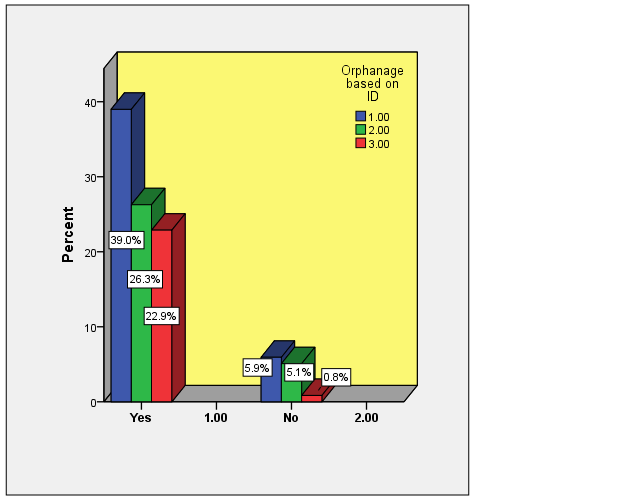 Orphanage
based on
ID
1.00
2.00
3.00
Percent
40
30
20
10
0
39.0%
26.3%
22.9%
5.9%
5.1%
0.8%
Yes
1.00
No
2.00